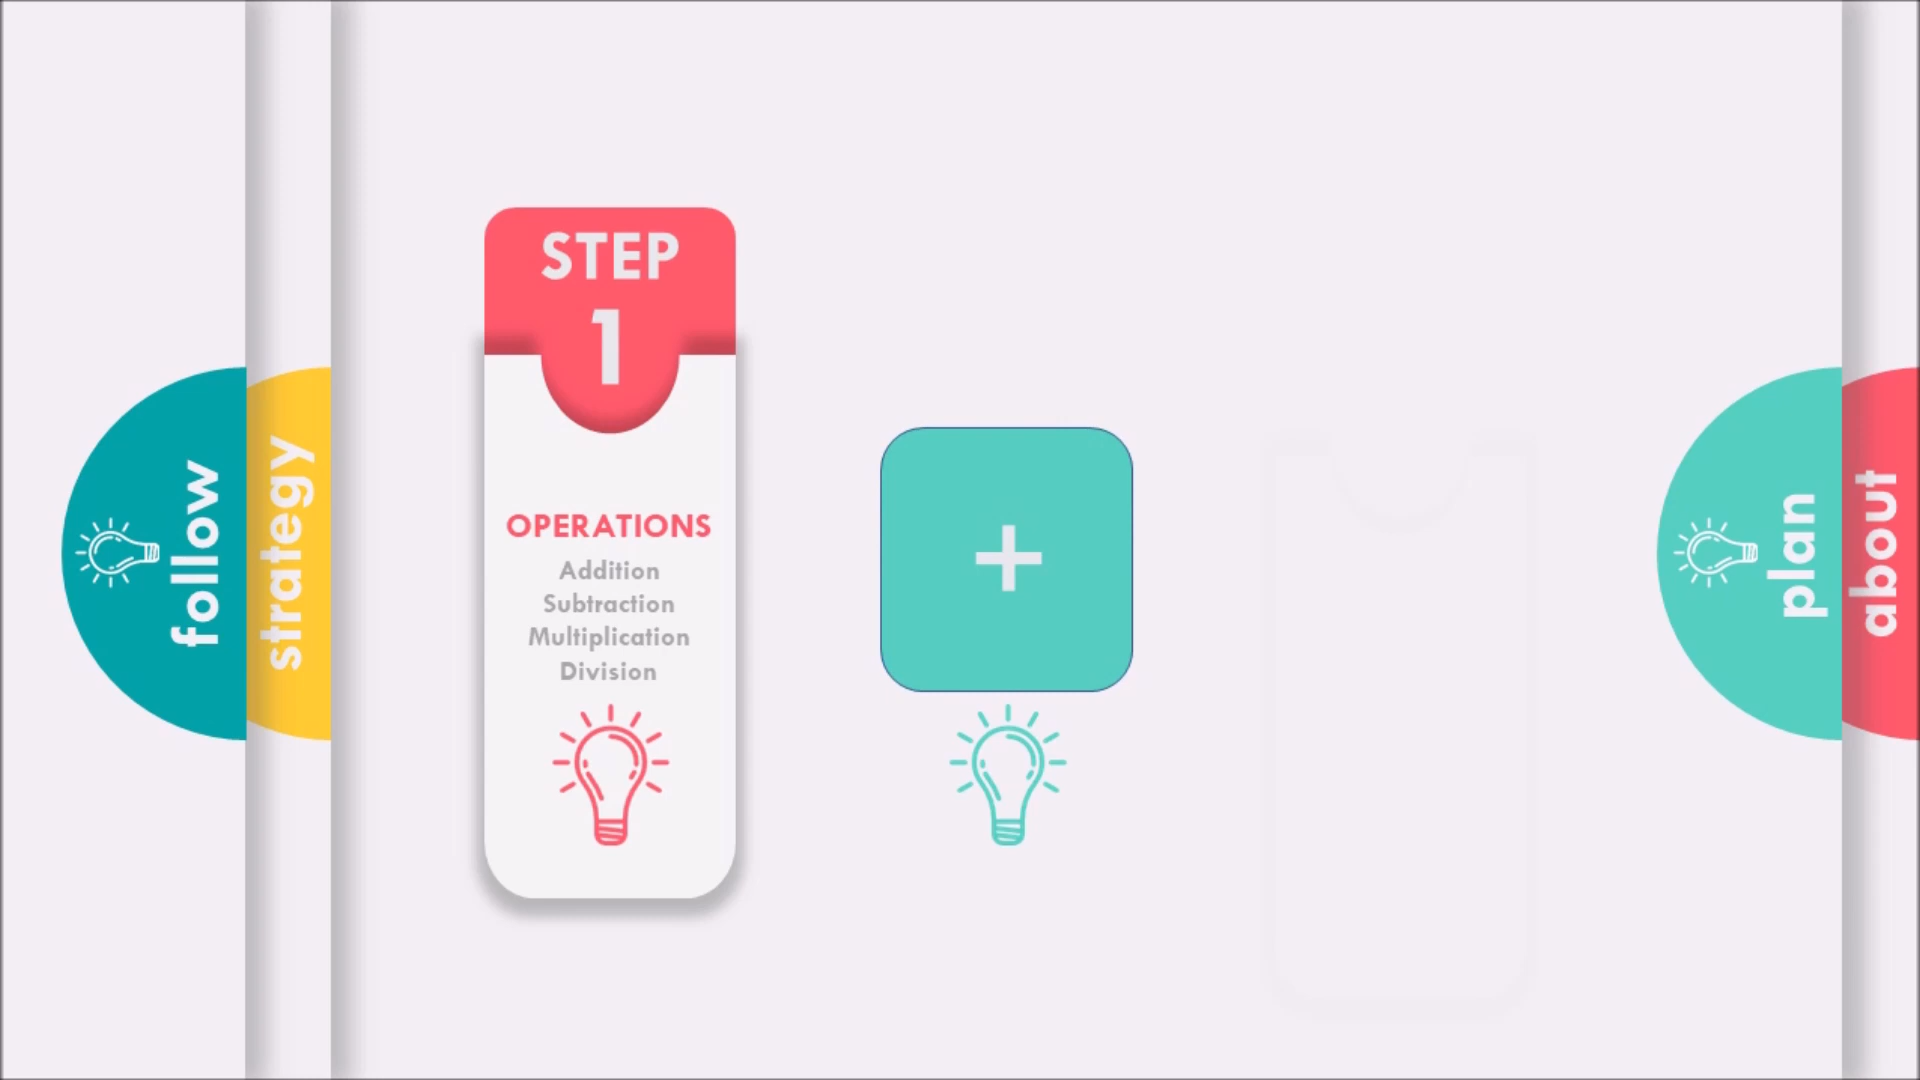 follow
strategy
STEP
1
OPERATIONS
Addition
Subtraction
Multiplication
Division
+
plan
about